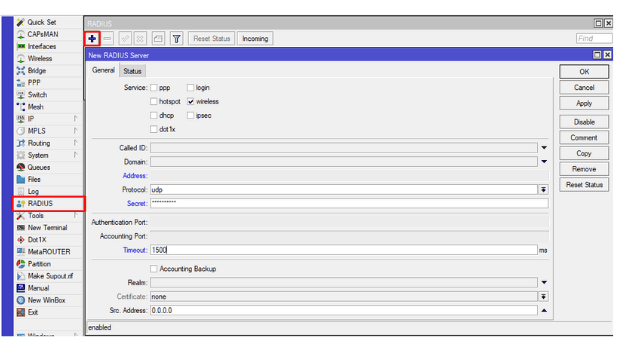 Quick Set
CAPsMAN
Interfaces
Wireless
Bridge
PPP
Switch
Mesh
IP
MPLS
Routing
System
Queues
Files
Log
RADIUS
Tools
New Terminal
Dot1X
MetaROUTER
Partition
Make Supout.rif
Manual
New WinBox
Exit
Windows
RADIUS
Reset Status Incoming
Find
New RADIUS Server
General Status
Service: ppp login
hotspot wireless
dhcp ipsec
dot1x
Called ID:
Domain:
Address:
Protocol: udp
Secret: **********
Authentication Port:
Accounting Port:
Timeout: 1500 ms
Accounting Backup
Realm:
Certificate: none
Src. Address: 0.0.0.0
enabled
OK
Cancel
Apply
Disable
Comment
Copy
Remove
Reset Status